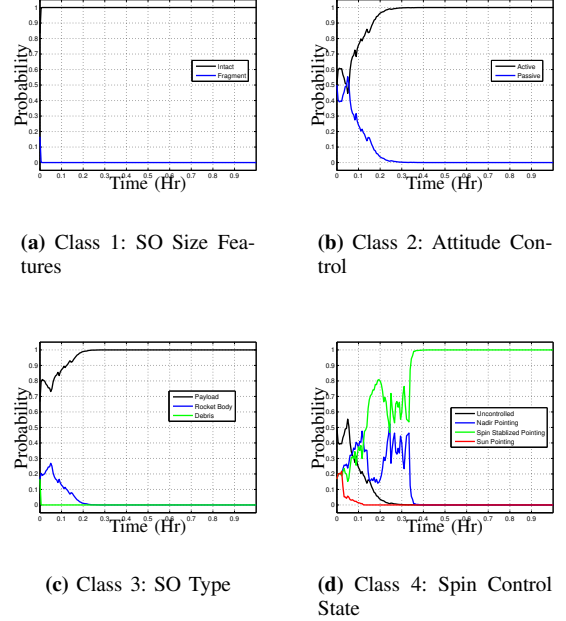 1
0.9
0.8
0.7
0.6
0.5
0.4
0.3
0.2
0.1
0
Probability
Intact
Fragment
0 0.1 0.2 0.3 0.4 0.5 0.6 0.7 0.8 0.9
Time (Hr)
(a) Class 1: SO Size Fea-
tures
1
0.9
0.8
0.7
0.6
0.5
0.4
0.3
0.2
0.1
0
Probability
Active
Passive
0 0.1 0.2 0.3 0.4 0.5 0.6 0.7 0.8 0.9
Time (Hr)
(b) Class 2: Attitude Con-
trol
1
0.9
0.8
0.7
0.6
0.5
0.4
0.3
0.2
0.1
0
Probability
Payload
Rocket Body
Debris
0 0.1 0.2 0.3 0.4 0.5 0.6 0.7 0.8 0.9
Time (Hr)
(c) Class 3: SO Type
1
0.9
0.8
0.7
0.6
0.5
0.4
0.3
0.2
0.1
0
Probability
Uncontrolled
Nadir Pointing
Spin Stablized Pointing
Sun Pointing
0 0.1 0.2 0.3 0.4 0.5 0.6 0.7 0.8 0.9
Time (Hr)
(d) Class 4: Spin Control
State